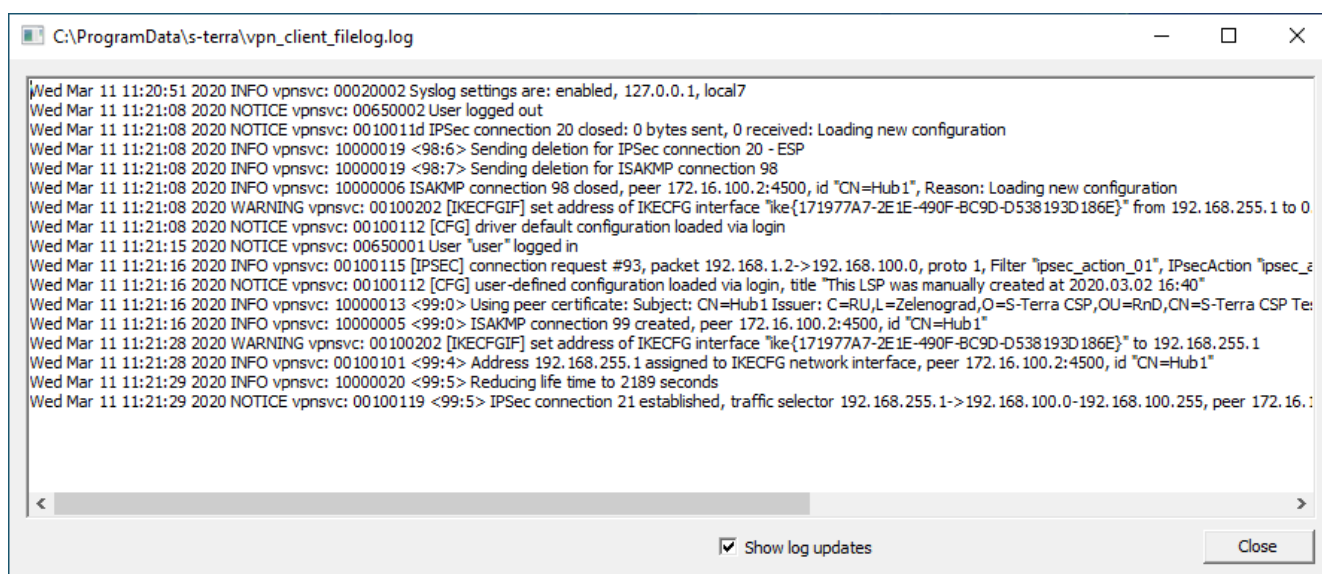 C:\ProgramData\s-terra\vpn_client_filelog.log
Wed Mar 11 11:20:51 2020 INFO vpnsvc: 00020002 Syslog settings are: enabled, 127.0.0.1, local7
Wed Mar 11 11:21:08 2020 NOTICE vpnsvc: 00650002 User logged out
Wed Mar 11 11:21:08 2020 NOTICE vpnsvc: 0010011d IPSec connection 20 closed: 0 bytes sent, 0 received: Loading new configuration
Wed Mar 11 11:21:08 2020 INFO vpnsvc: 10000019 <98:6> Sending deletion for IPSec connection 20 - ESP
Wed Mar 11 11:21:08 2020 INFO vpnsvc: 10000019 <98:7> Sending deletion for ISAKMP connection 98
Wed Mar 11 11:21:08 2020 INFO vpnsvc: 10000006 ISAKMP connection 98 closed, peer 172.16.100.2:4500, id "CN=Hub1", Reason: Loading new configuration
Wed Mar 11 11:21:08 2020 WARNING vpnsvc: 00100202 [IKECFGIF] set address of IKECFG interface "ike{171977A7-2E1E-490F-BC9D-D538193D186E}" from 192.168.255.1 to 0.
Wed Mar 11 11:21:08 2020 NOTICE vpnsvc: 00100112 [CFG] driver default configuration loaded via login
Wed Mar 11 11:21:15 2020 NOTICE vpnsvc: 00650001 User "user" logged in
Wed Mar 11 11:21:16 2020 INFO vpnsvc: 00100115 [IPSEC] connection request #93, packet 192.168.1.2->192.168.100.0, proto 1, Filter "ipsec_action_01", IPsecAction "ipsec_a
Wed Mar 11 11:21:16 2020 NOTICE vpnsvc: 00100112 [CFG] user-defined configuration loaded via login, title "This LSP was manually created at 2020.03.02 16:40"
Wed Mar 11 11:21:16 2020 INFO vpnsvc: 10000013 <99:0> Using peer certificate: Subject: CN=Hub1 Issuer: C=RU,L=Zelenograd,O=S-Terra CSP,OU=RnD,CN=S-Terra CSP Te
Wed Mar 11 11:21:16 2020 INFO vpnsvc: 10000005 <99:0> ISAKMP connection 99 created, peer 172.16.100.2:4500, id "CN=Hub1"
Wed Mar 11 11:21:28 2020 WARNING vpnsvc: 00100202 [IKECFGIF] set address of IKECFG interface "ike{171977A7-2E1E-490F-BC9D-D538193D186E}" to 192.168.255.1
Wed Mar 11 11:21:28 2020 INFO vpnsvc: 00100101 <99:4> Address 192.168.255.1 assigned to IKECFG network interface, peer 172.16.100.2:4500, id "CN=Hub1"
Wed Mar 11 11:21:29 2020 INFO vpnsvc: 10000020 <99:5> Reducing life time to 2189 seconds
Wed Mar 11 11:21:29 2020 NOTICE vpnsvc: 00100119 <99:5> IPSec connection 21 established, traffic selector 192.168.255.1->192.168.100.0-192.168.100.255, peer 172.16.1
Show log updates
Close